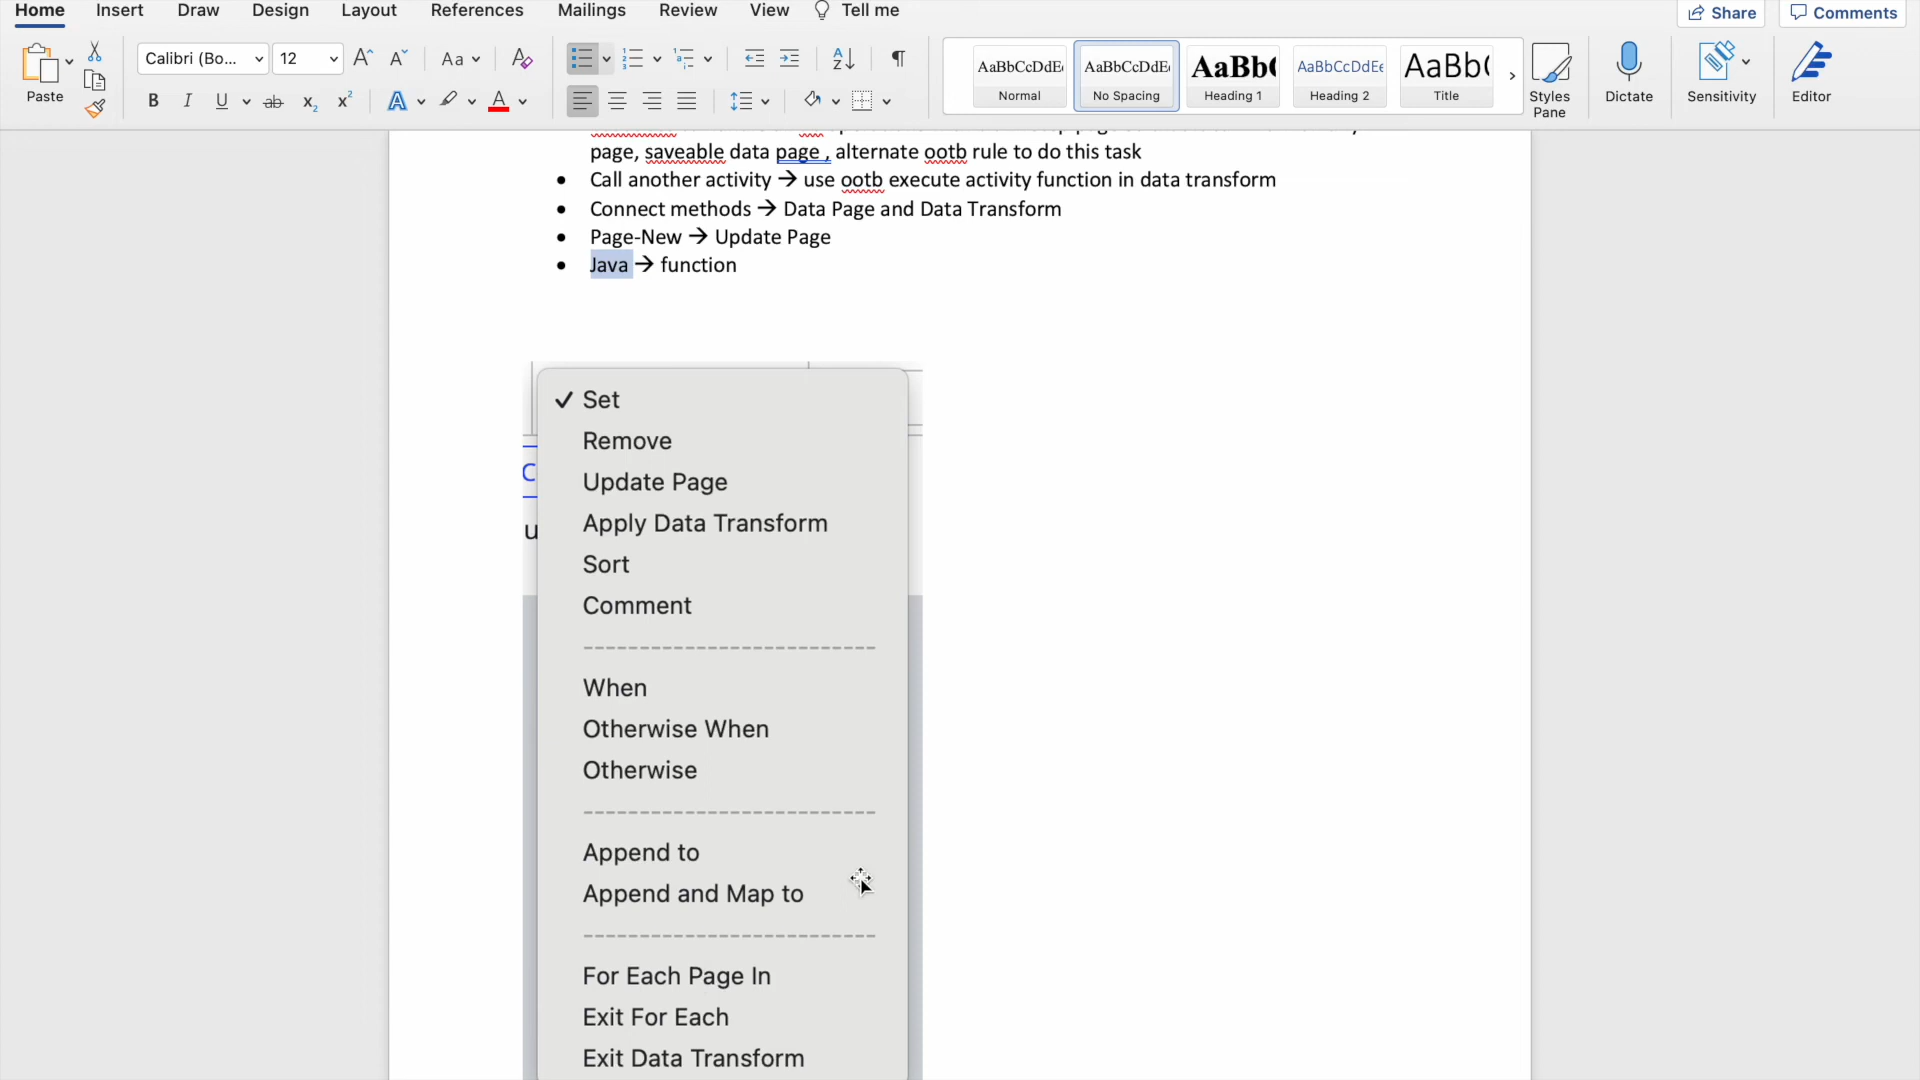 Home Insert Draw Design Layout References Mailings Review View Tell me Share Comments
Calibri (Bo... 12 Aa
Paste
B I U ab x2 x2 A A
AaBbCcDdEe AaBbCcDdEe AaBb( AaBbCcDdEe AaBb(
Normal No Spacing Heading 1 Heading 2 Title
Styles Pane Dictate Sensitivity Editor
page, saveable data page , alternate ootb rule to do this task
• Call another activity → use ootb execute activity function in data transform
• Connect methods → Data Page and Data Transform
• Page-New → Update Page
• Java → function
✓ Set
Remove
Update Page
Apply Data Transform
Sort
Comment
----------------------------
When
Otherwise When
Otherwise
----------------------------
Append to
Append and Map to
----------------------------
For Each Page In
Exit For Each
Exit Data Transform